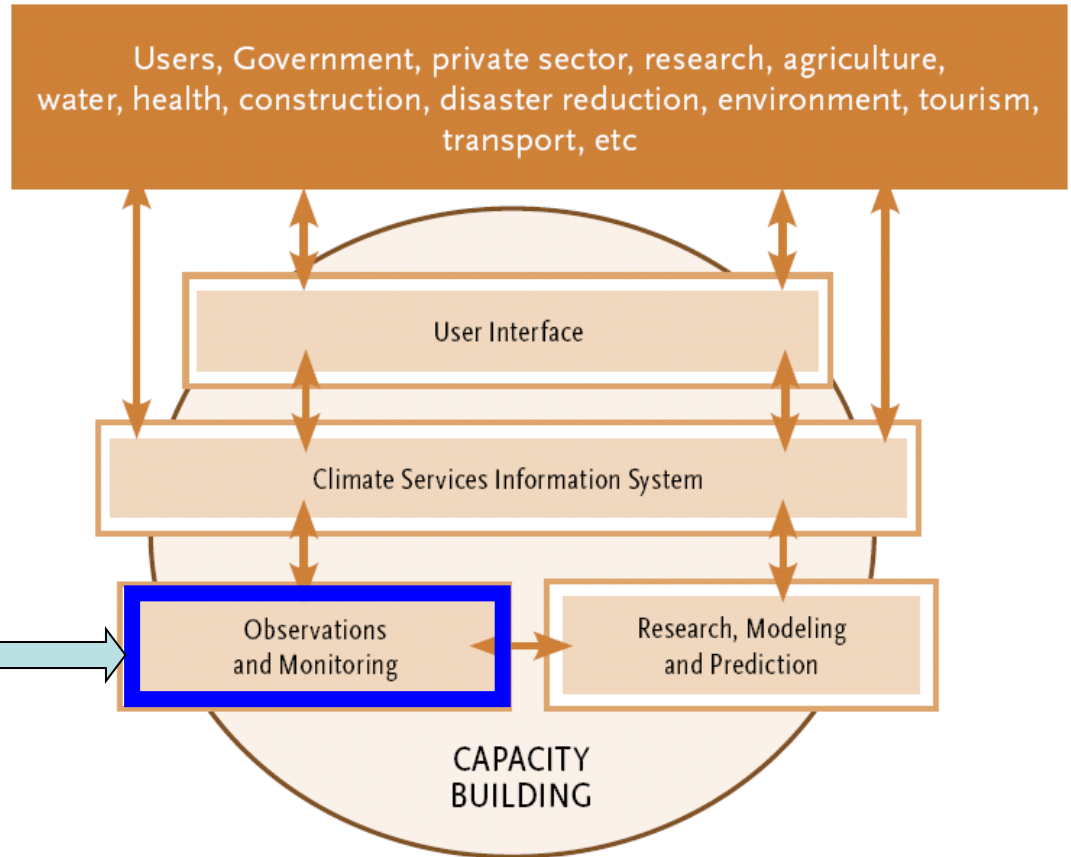 Users, Government, private sector, research, agriculture,
water, health, construction, disaster reduction, environment, tourism,
transport, etc
User Interface
Climate Services Information System
Observations
and Monitoring
Research, Modeling
and Prediction
CAPACITY
BUILDING